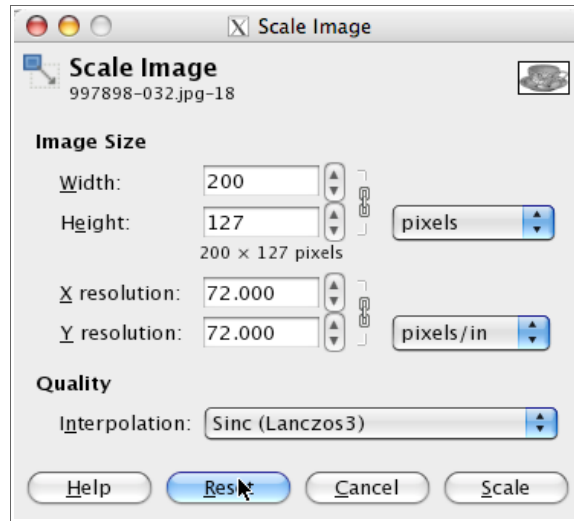 Scale Image
Scale Image
997898-032.jpg-18
Image Size
Width: 200
Height: 127 pixels
200 × 127 pixels
X resolution: 72.000
Y resolution: 72.000 pixels/in
Quality
Interpolation: Sinc (Lanczos3)
Help Reset Cancel Scale